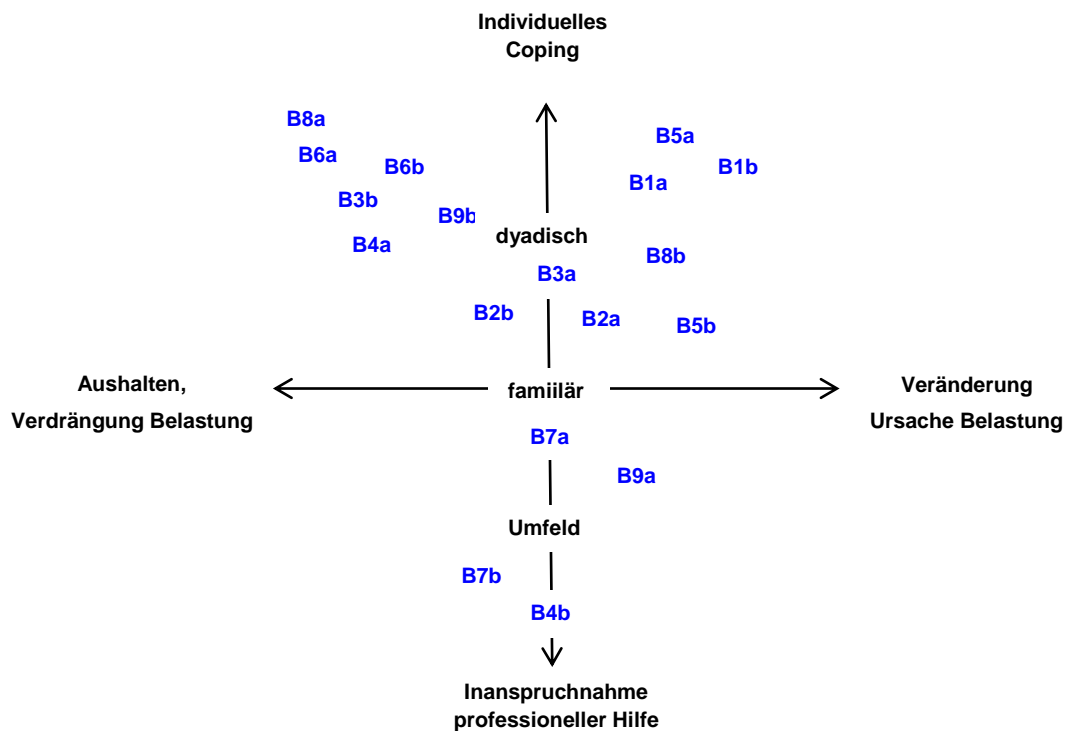 Individuelles
Coping
B8a
B5a
B6a
B6b
B1b
B1a
B3b
B9b
dyadisch
B4a
B8b
B3a
B2b
B2a
B5b
Aushalten,
Verdrängung Belastung
famiilär
Veränderung
Ursache Belastung
B7a
B9a
Umfeld
B7b
B4b
Inanspruchnahme
professioneller Hilfe